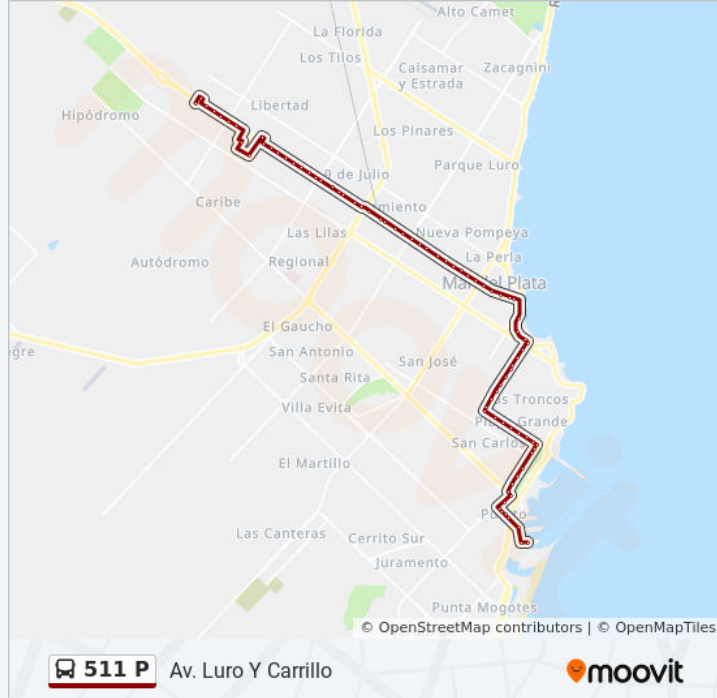 Alto Camet
La Florida
Los Tilos
Caisamar
y Estrada
Zacagnini
Libertad
Hipódromo
Los Pinares
Parque Luro
9 de Julio
Caribe
miento
Las Lilas
Nueva Pompeya
La Perla
Autódromo
Regional
Mar del Plata
El Gaucho
egre
San Antonio
San José
Santa Rita
os Troncos
Villa Evita
Playa Grande
San Carlos
El Martillo
Puerto
Las Canteras
Cerrito Sur
Juramento
Punta Mogotes
© OpenStreetMap contributors | © OpenMapTiles
511 P
Av. Luro Y Carrillo
moovit